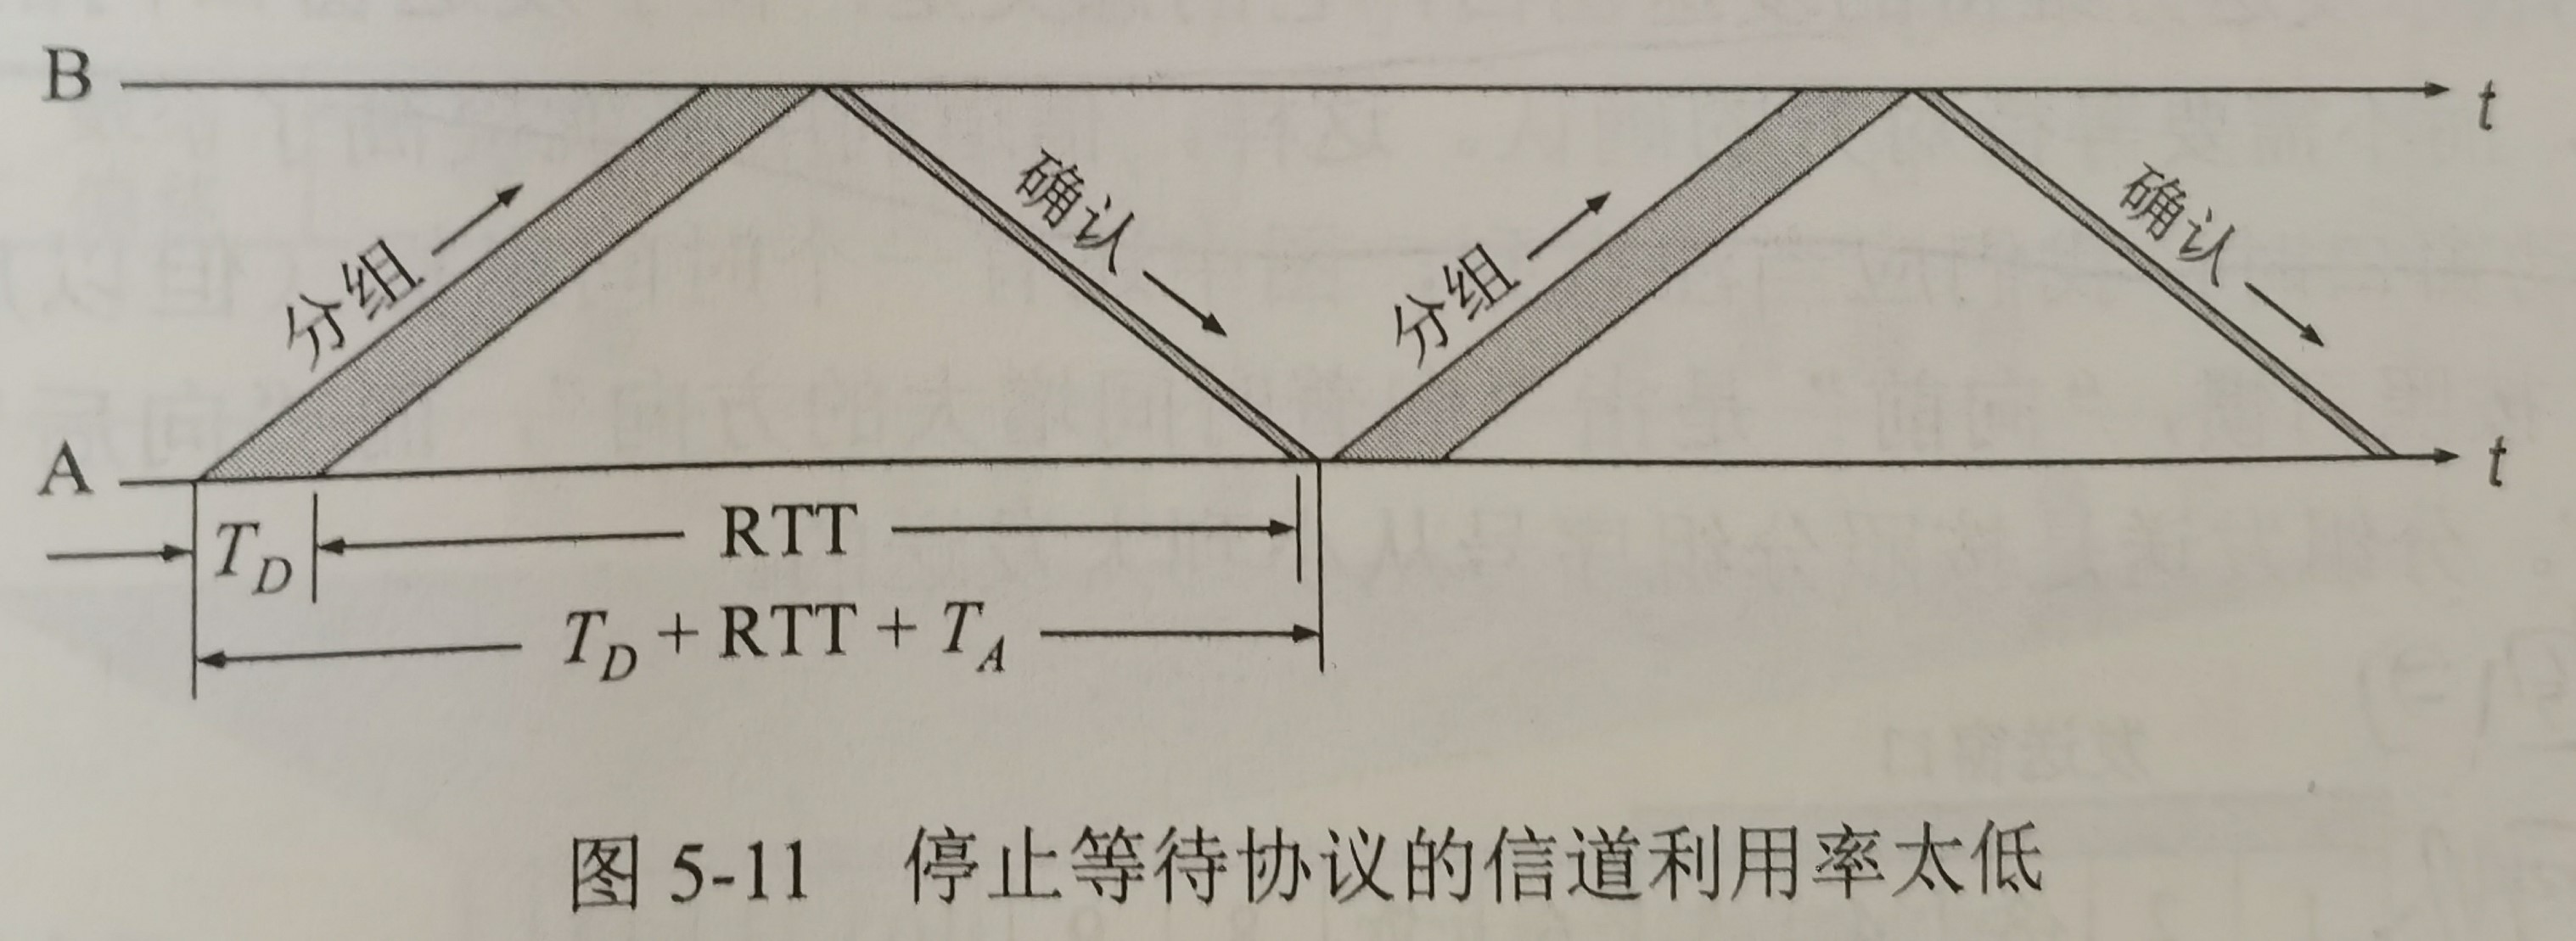 B
t
确认
确认
分组
分组
A
t
T_D
RTT
T_D + RTT + T_A
图 5-11 停止等待协议的信道利用率太低